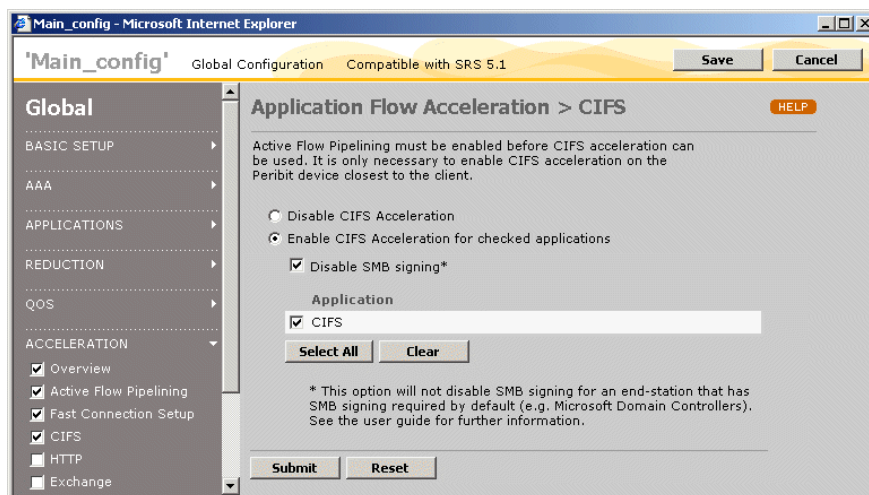 Main_config - Microsoft Internet Explorer
'Main_config' Global Configuration Compatible with SRS 5.1 Save Cancel
Global
BASIC SETUP
AAA
APPLICATIONS
REDUCTION
QOS
ACCELERATION
Overview
Active Flow Pipelining
Fast Connection Setup
CIFS
HTTP
Exchange
Application Flow Acceleration > CIFS HELP
Active Flow Pipelining must be enabled before CIFS acceleration can
be used. It is only necessary to enable CIFS acceleration on the
Peribit device closest to the client.
Disable CIFS Acceleration
Enable CIFS Acceleration for checked applications
Disable SMB signing*
Application
CIFS
Select All Clear
* This option will not disable SMB signing for an end-station that has
SMB signing required by default (e.g. Microsoft Domain Controllers).
See the user guide for further information.
Submit Reset